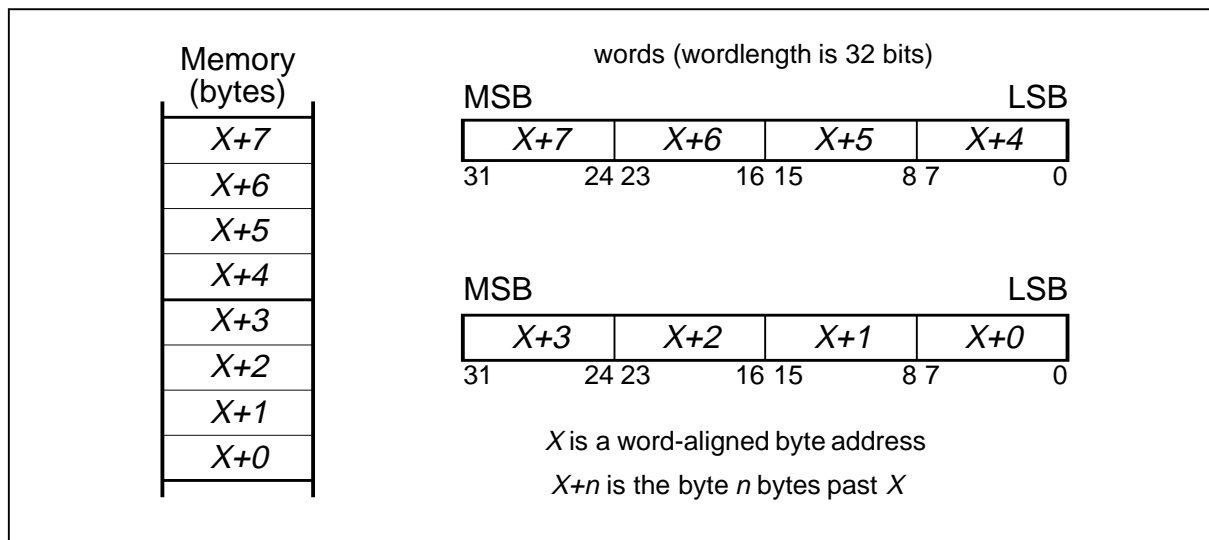 Memory
(bytes)
X+7
X+6
X+5
X+4
X+3
X+2
X+1
X+0
words (wordlength is 32 bits)
MSB LSB
X+7 X+6 X+5 X+4
31 24 23 16 15 8 7 0
MSB LSB
X+3 X+2 X+1 X+0
31 24 23 16 15 8 7 0
X is a word-aligned byte address
X+n is the byte n bytes past X